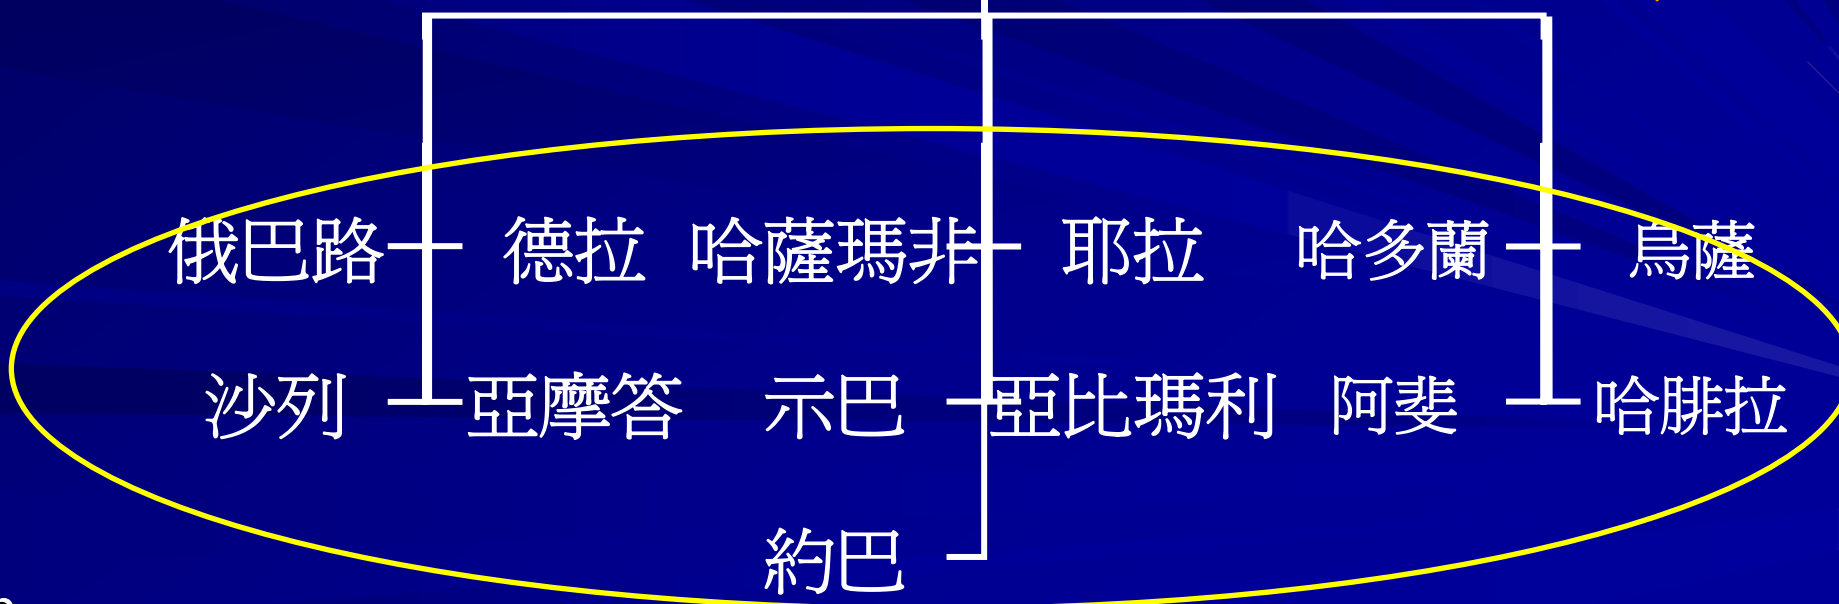 俄巴路 德拉 哈薩瑪非 耶拉 哈多蘭 烏薩
沙列 亞摩答 示巴 亞比瑪利 阿斐 哈腓拉
約巴